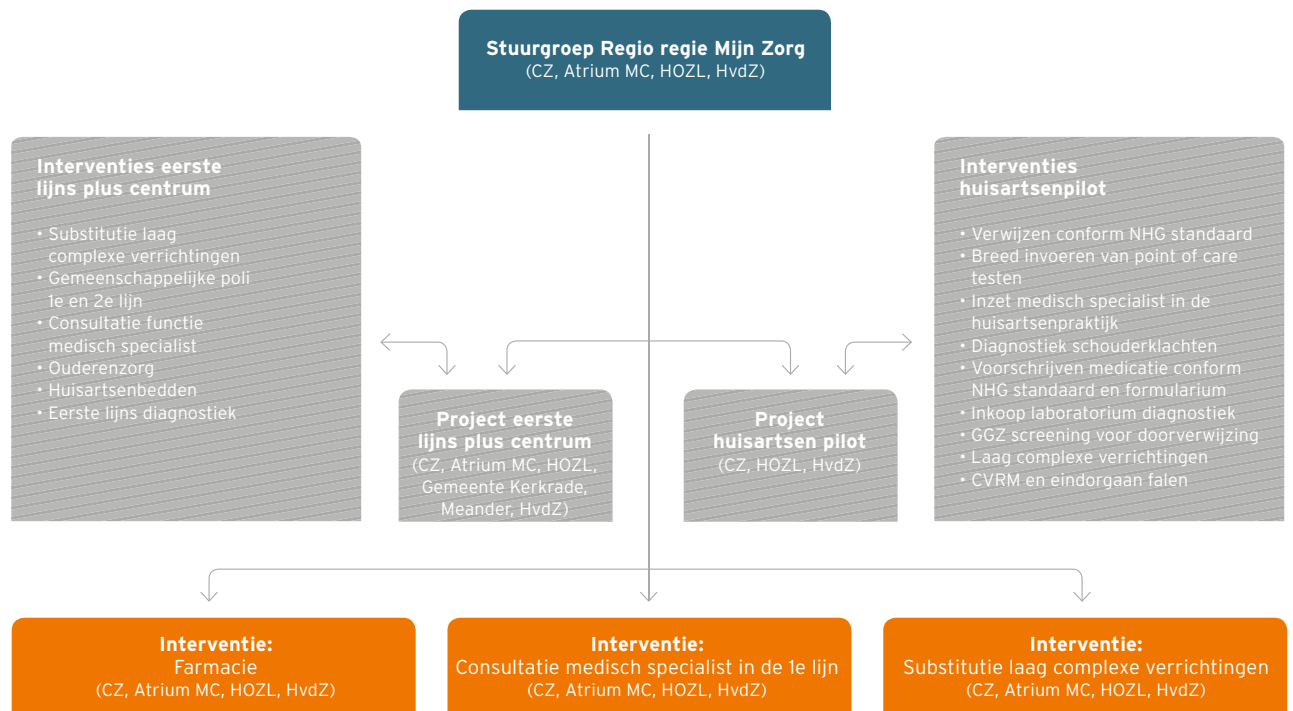 Stuurgroep Regio regie Mijn Zorg
(CZ, Atrium MC, HOZL, HvdZ)
Interventies eerste
lijns plus centrum
• Substitutie laag
complexe verrichtingen
• Gemeenschappelijke poli
1e en 2e lijn
• Consultatie functie
medisch specialist
• Ouderenzorg
• Huisartsenbedden
• Eerste lijns diagnostiek
Project eerste
lijns plus centrum
(CZ, Atrium MC, HOZL,
Gemeente Kerkrade,
Meander, HvdZ)
Project
huisartsen pilot
(CZ, HOZL, HvdZ)
Interventies
huisartsenpilot
• Verwijzen conform NHG standaard
• Breed invoeren van point of care
testen
• Inzet medisch specialist in de
huisartsenpraktijk
• Diagnostiek schouderklachten
• Voorschrijven medicatie conform
NHG standaard en formularium
• Inkoop laboratorium diagnostiek
• GGZ screening voor doorverwijzing
• Laag complexe verrichtingen
• CVRM en eindorgaan falen
Interventie:
Farmacie
(CZ, Atrium MC, HOZL, HvdZ)
Interventie:
Consultatie medisch specialist in de 1e lijn
(CZ, Atrium MC, HOZL, HvdZ)
Interventie:
Substitutie laag complexe verrichtingen
(CZ, Atrium MC, HOZL, HvdZ)